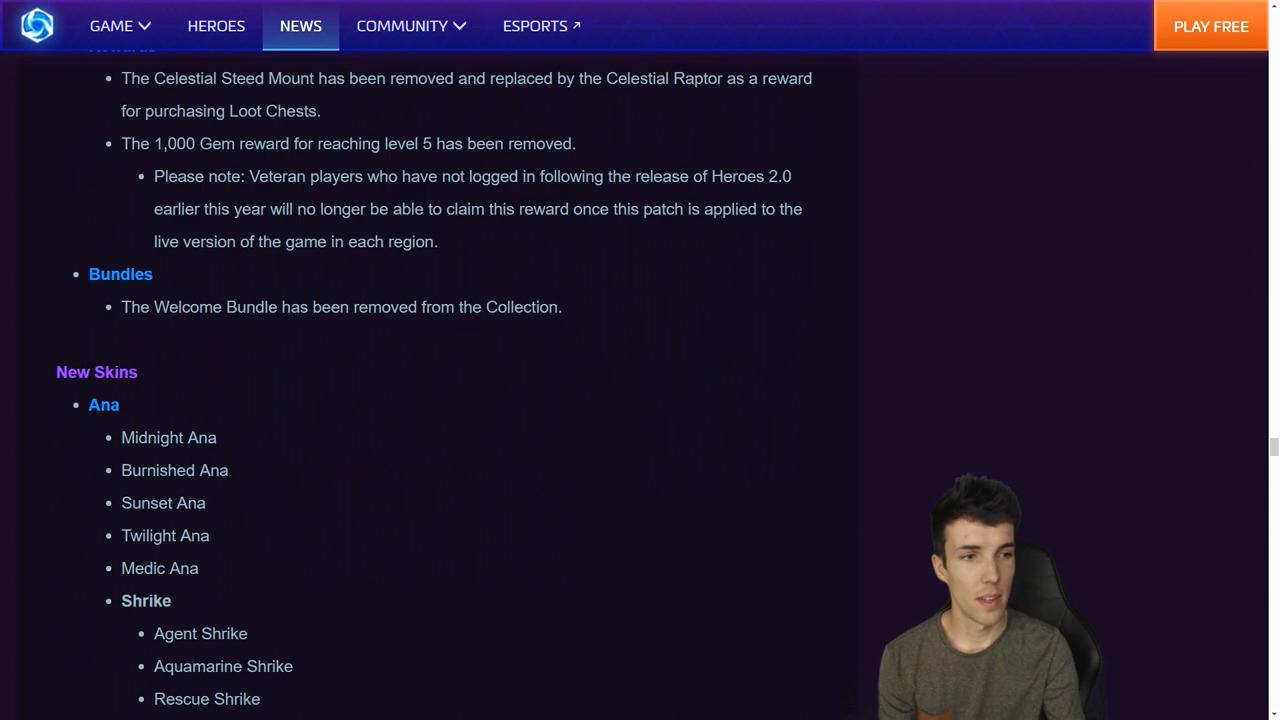 GAME HEROES NEWS COMMUNITY ESPORTS PLAY FREE
The Celestial Steed Mount has been removed and replaced by the Celestial Raptor as a reward
for purchasing Loot Chests.
The 1,000 Gem reward for reaching level 5 has been removed.
Please note: Veteran players who have not logged in following the release of Heroes 2.0
earlier this year will no longer be able to claim this reward once this patch is applied to the
live version of the game in each region.
Bundles
The Welcome Bundle has been removed from the Collection.
New Skins
Ana
Midnight Ana
Burnished Ana
Sunset Ana
Twilight Ana
Medic Ana
Shrike
Agent Shrike
Aquamarine Shrike
Rescue Shrike